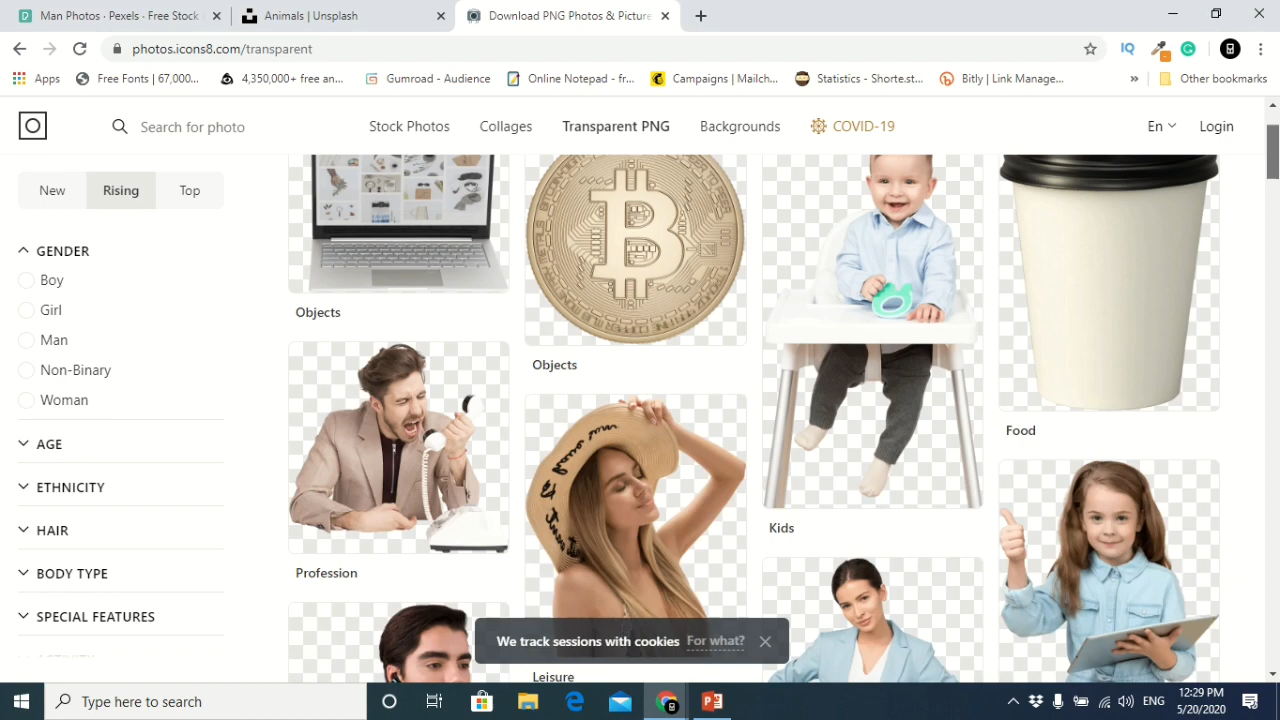 Man Photos · Pexels - Free Stock
Animals | Unsplash
Download PNG Photos & Picture
photos.icons8.com/transparent
IQ
Apps
Free Fonts | 67,000...
4,350,000+ free an...
Gumroad - Audience
Online Notepad - fr...
Campaigns | Mailch...
Statistics - Shorte.st...
Bitly | Link Manage...
»
Other bookmarks
Search for photo
Stock Photos
Collages
Transparent PNG
Backgrounds
COVID-19
En
Login
New
Rising
Top
GENDER
Boy
Girl
Man
Non-Binary
Woman
AGE
ETHNICITY
HAIR
BODY TYPE
SPECIAL FEATURES
Objects
Profession
B
Objects
Leisure
Kids
Food
We track sessions with cookies For what?
Type here to search
ENG
12:29 PM
5/20/2020